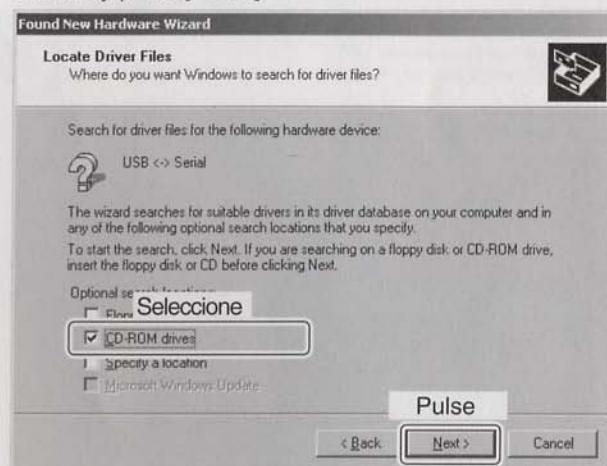 Found New Hardware Wizard
Locate Driver Files
Where do you want Windows to search for driver files?
Search for driver files for the following hardware device:
USB <-> Serial
The wizard searches for suitable drivers in its driver database on your computer and in
any of the following optional search locations that you specify.
To start the search, click Next. If you are searching on a floppy disk or CD-ROM drive,
insert the floppy disk or CD before clicking Next.
Optional
Seleccione
CD-ROM drives
Specify a location
Microsoft Windows Update
Pulse
< Back
Next >
Cancel